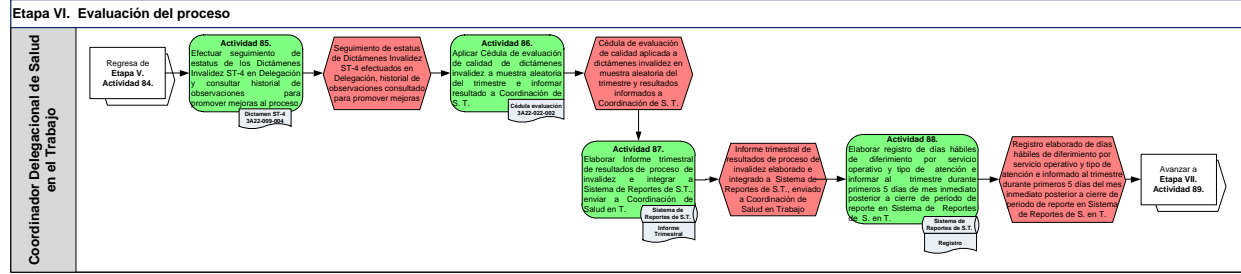 Etapa VI.  Evaluación del proceso
Coordinador Delegacional de Salud
en el Trabajo
Regresa de
Etapa V.
Actividad 84.
Actividad 85.
Efectuar seguimiento de
estatus de los Dictámenes
Invalidez ST-4 en Delegación
y consultar historial de
observaciones para
promover mejoras al proceso
Dictamen ST-4
3A22-009-004
Seguimiento de estatus
de Dictámenes Invalidez
ST-4 efectuados en
Delegación, historial de
observaciones consultado
para promover mejoras
Actividad 86.
Aplicar Cédula de evaluación
de calidad de dictámenes
invalidez a muestra aleatoria
del trimestre e informar
resultado a Coordinación de
S. T.
Cédula evaluación
3A22-022-002
Cédula de evaluación
de calidad aplicada a
dictámenes invalidez en
muestra aleatoria del
trimestre y resultados
informados a
Coordinación de S. T.
Actividad 87.
Elaborar Informe trimestral
de resultados de proceso de
invalidez e integrar a
Sistema de Reportes de S.T.,
enviar a Coordinación de
Salud en T.
Sistema de
Reportes de S.T.
Informe
Trimestral
Informe trimestral de
resultados de proceso de
invalidez elaborado e
integrado a Sistema de
Reportes de S.T., enviado
a Coordinación de
Salud en Trabajo
Actividad 88.
Elaborar registro de días hábiles
de diferimiento por servicio
operativo y tipo de atención e
informar al trimestre durante
primeros 5 días de mes inmediato
posterior a cierre de periodo de
reporte en Sistema de Reportes
de S. en T.
Sistema de
Reportes de S.T.
Registro
Registro elaborado de días
hábiles de diferimiento por
servicio operativo y tipo de
atención e informado al trimestre
durante primeros 5 días del mes
inmediato posterior a cierre de
periodo de reporte en Sistema
de Reportes de S. en T.
Avanzar a
Etapa VII.
Actividad 89.